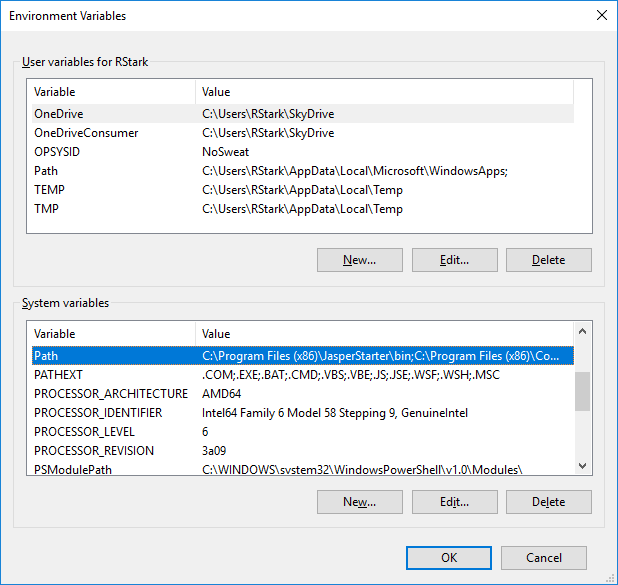 Environment Variables
User variables for RStark
Variable Value
OneDrive C:\Users\RStark\SkyDrive
OneDriveConsumer C:\Users\RStark\SkyDrive
OPSYSID NoSweat
Path C:\Users\RStark\AppData\Local\Microsoft\WindowsApps;
TEMP C:\Users\RStark\AppData\Local\Temp
TMP C:\Users\RStark\AppData\Local\Temp
New... Edit... Delete
System variables
Variable Value
Path C:\Program Files (x86)\JasperStarter\bin;C:\Program Files (x86)\Co...
PATHEXT .COM;.EXE;.BAT;.CMD;.VBS;.VBE;.JS;.JSE;.WSF;.WSH;.MSC
PROCESSOR_ARCHITECTURE AMD64
PROCESSOR_IDENTIFIER Intel64 Family 6 Model 58 Stepping 9, GenuineIntel
PROCESSOR_LEVEL 6
PROCESSOR_REVISION 3a09
PSModulePath C:\WINDOWS\system32\WindowsPowerShell\v1.0\Modules\
New... Edit... Delete
OK Cancel